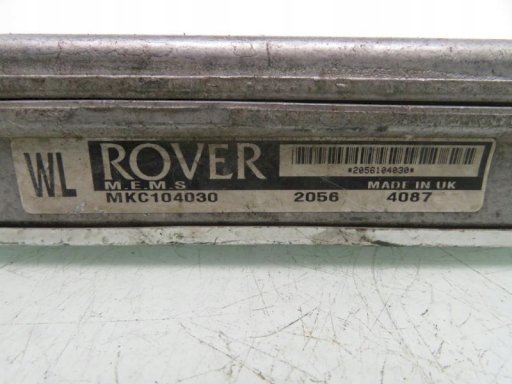 WL ROVER
*2056104030*
M.E.M.S MADE IN UK
MKC104030 2056 4087